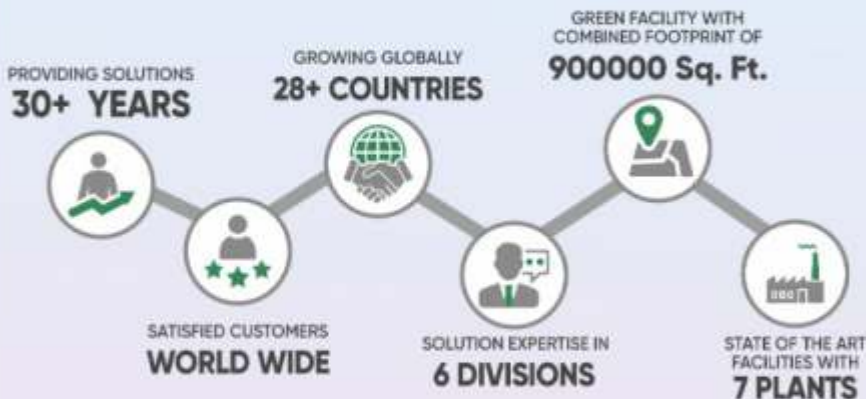 PROVIDING SOLUTIONS
30+ YEARS
SATISFIED CUSTOMERS
WORLD WIDE
GROWING GLOBALLY
28+ COUNTRIES
SOLUTION EXPERTISE IN
6 DIVISIONS
GREEN FACILITY WITH
COMBINED FOOTPRINT OF
900000 Sq. Ft.
STATE OF THE ART
FACILITIES WITH
7 PLANTS